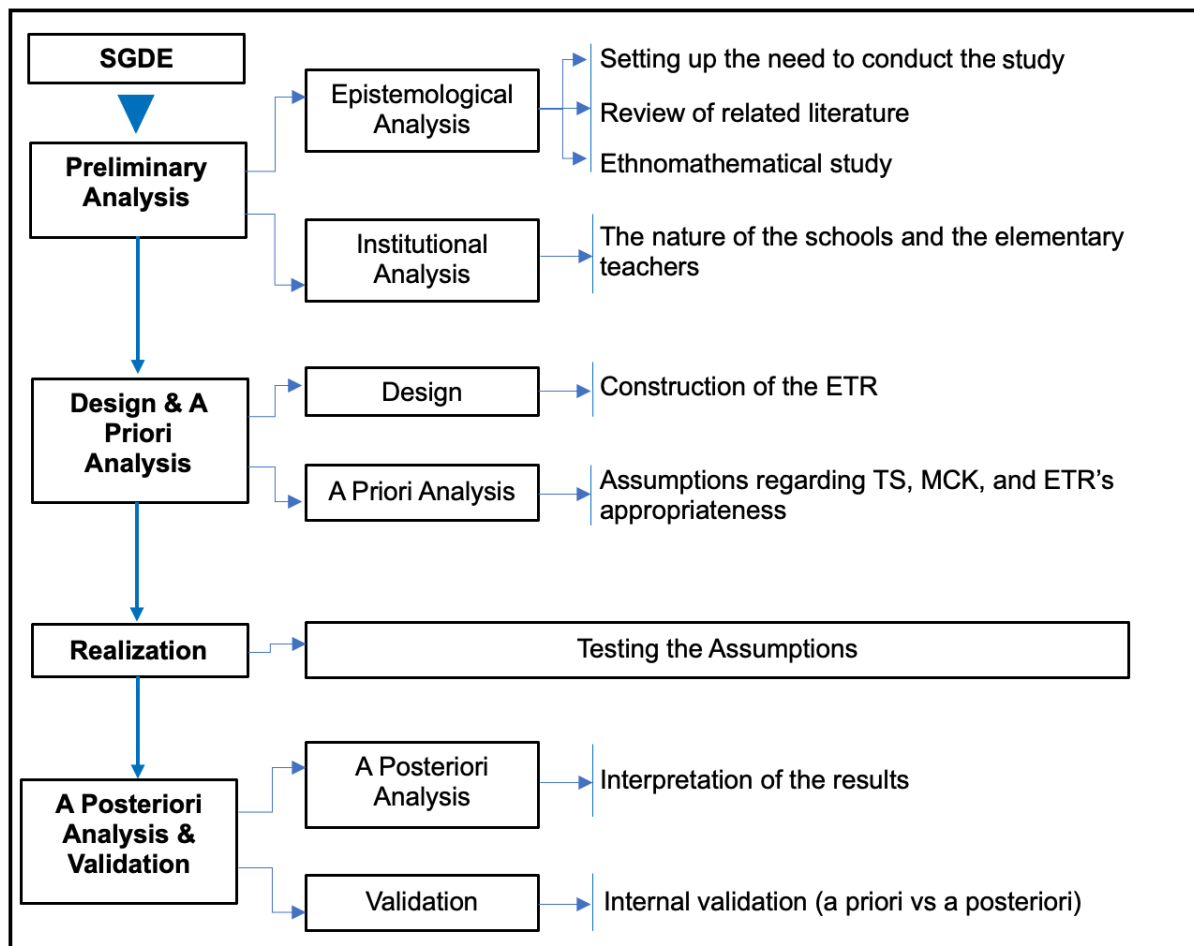 SGDE
Preliminary
Analysis
Epistemological
Analysis
Setting up the need to conduct the study
Review of related literature
Ethnomathematical study
Institutional
Analysis
The nature of the schools and the elementary
teachers
Design & A
Priori
Analysis
Design
Construction of the ETR
A Priori Analysis
Assumptions regarding TS, MCK, and ETR’s
appropriateness
Realization
Testing the Assumptions
A Posteriori
Analysis &
Validation
A Posteriori
Analysis
Interpretation of the results
Validation
Internal validation (a priori vs a posteriori)